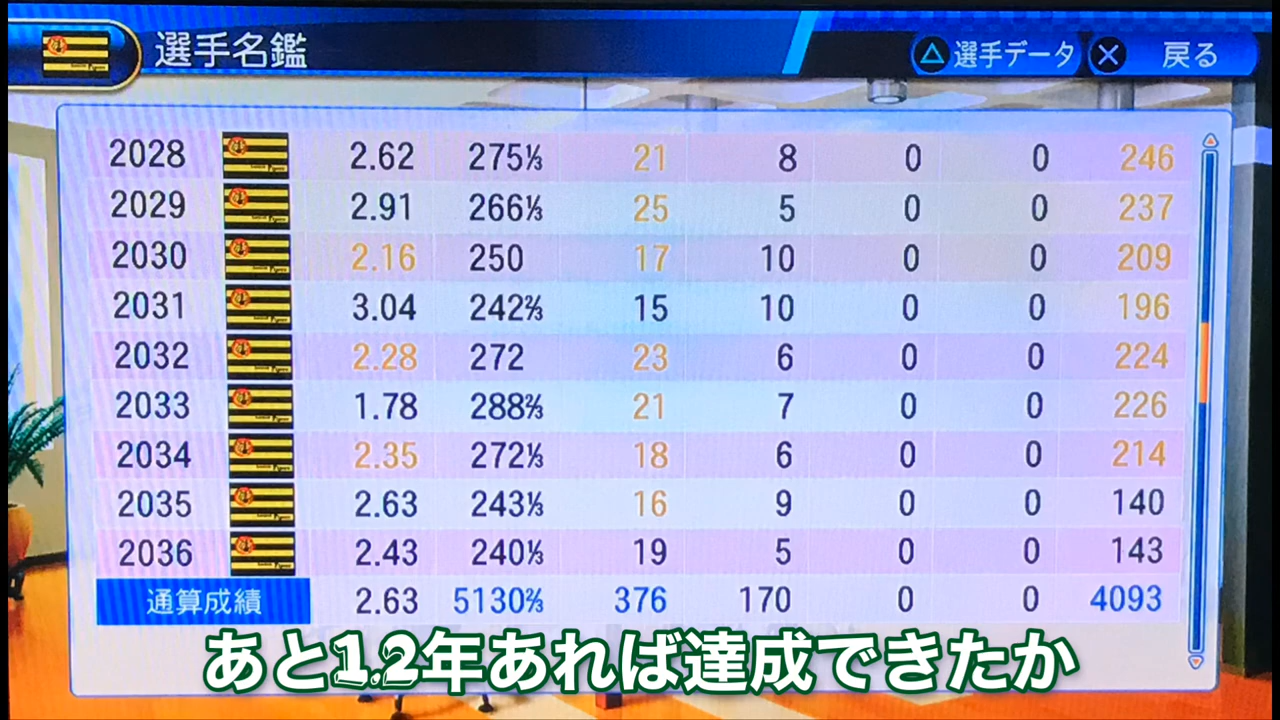 選手名鑑 △ 選手データ × 戻る
2028 2.62 275⅓ 21 8 0 0 246
2029 2.91 266⅓ 25 5 0 0 237
2030 2.16 250 17 10 0 0 209
2031 3.04 242⅔ 15 10 0 0 196
2032 2.28 272 23 6 0 0 224
2033 1.78 288⅔ 21 7 0 0 226
2034 2.35 272⅓ 18 6 0 0 214
2035 2.63 243⅓ 16 9 0 0 140
2036 2.43 240⅓ 19 5 0 0 143
通算成績 2.63 5130⅔ 376 170 0 0 4093
あと1.2年あれば達成できたか